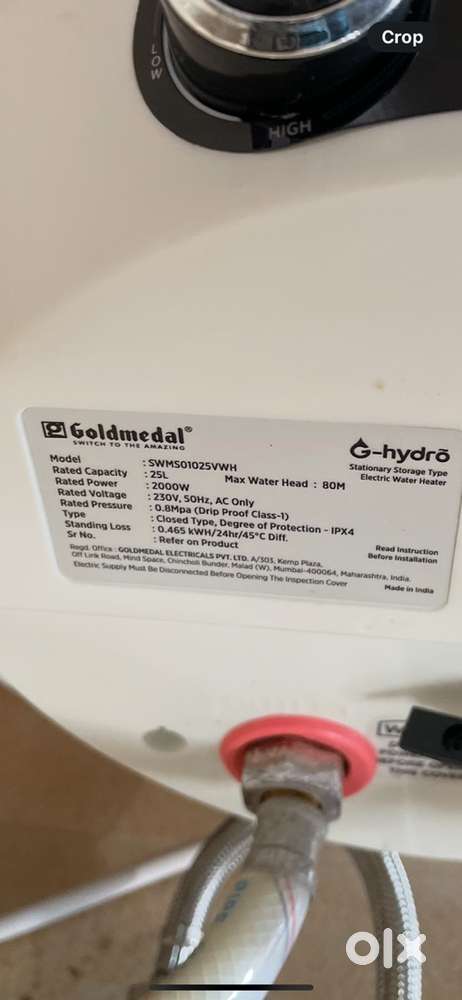 Crop
LOW
HIGH
Goldmedal®
SWITCH TO THE AMAZING
G-hydrō
Stationary Storage Type
Electric Water Heater
Model : SWMS01025VWH
Rated Capacity : 25L Max Water Head : 80M
Rated Power : 2000W
Rated Voltage : 230V, 50Hz, AC Only
Rated Pressure : 0.8Mpa (Drip Proof Class-1)
Type : Closed Type, Degree of Protection - IPX4
Standing Loss : 0.465 kWH/24hr/45°C Diff.
Sr No. : Refer on Product
Read Instruction
Before Installation
Regd. Office : GOLDMEDAL ELECTRICALS PVT. LTD. A/303, Kemp Plaza,
Off Link Road, Mind Space, Chincholi Bunder, Malad (W), Mumbai-400064, Maharashtra, India.
Electric Supply Must Be Disconnected Before Opening The Inspection Cover
Made in India
olx